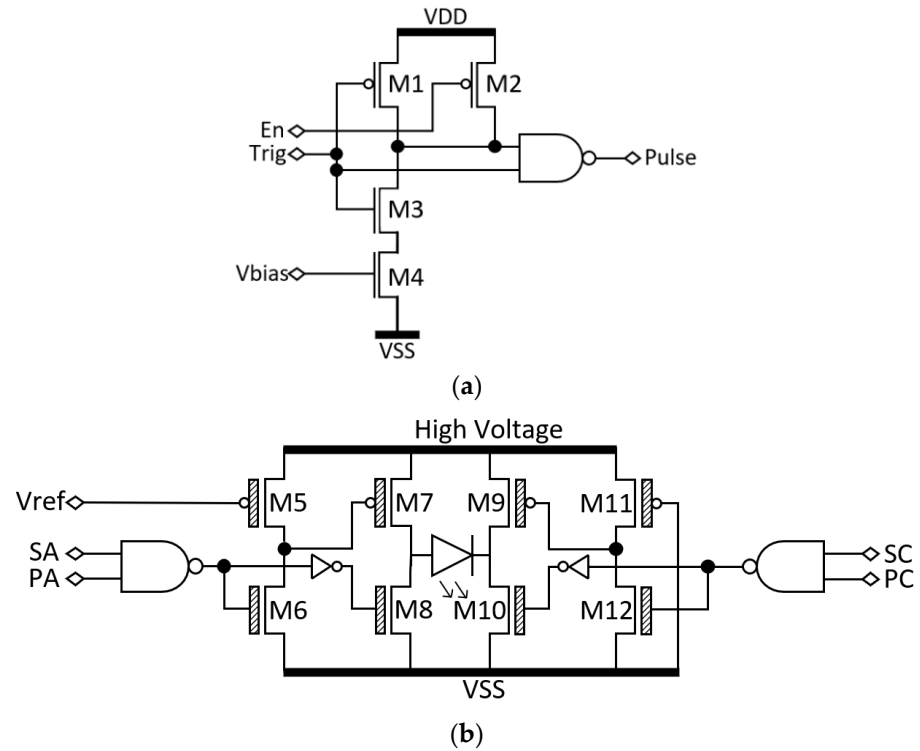 VDD
M1 M2
En
Trig
Pulse
M3
Vbias
M4
VSS
(a)
High Voltage
Vref
M5 M7 M9 M11
SA
SC
PA
PC
M6 M8 M10 M12
VSS
(b)